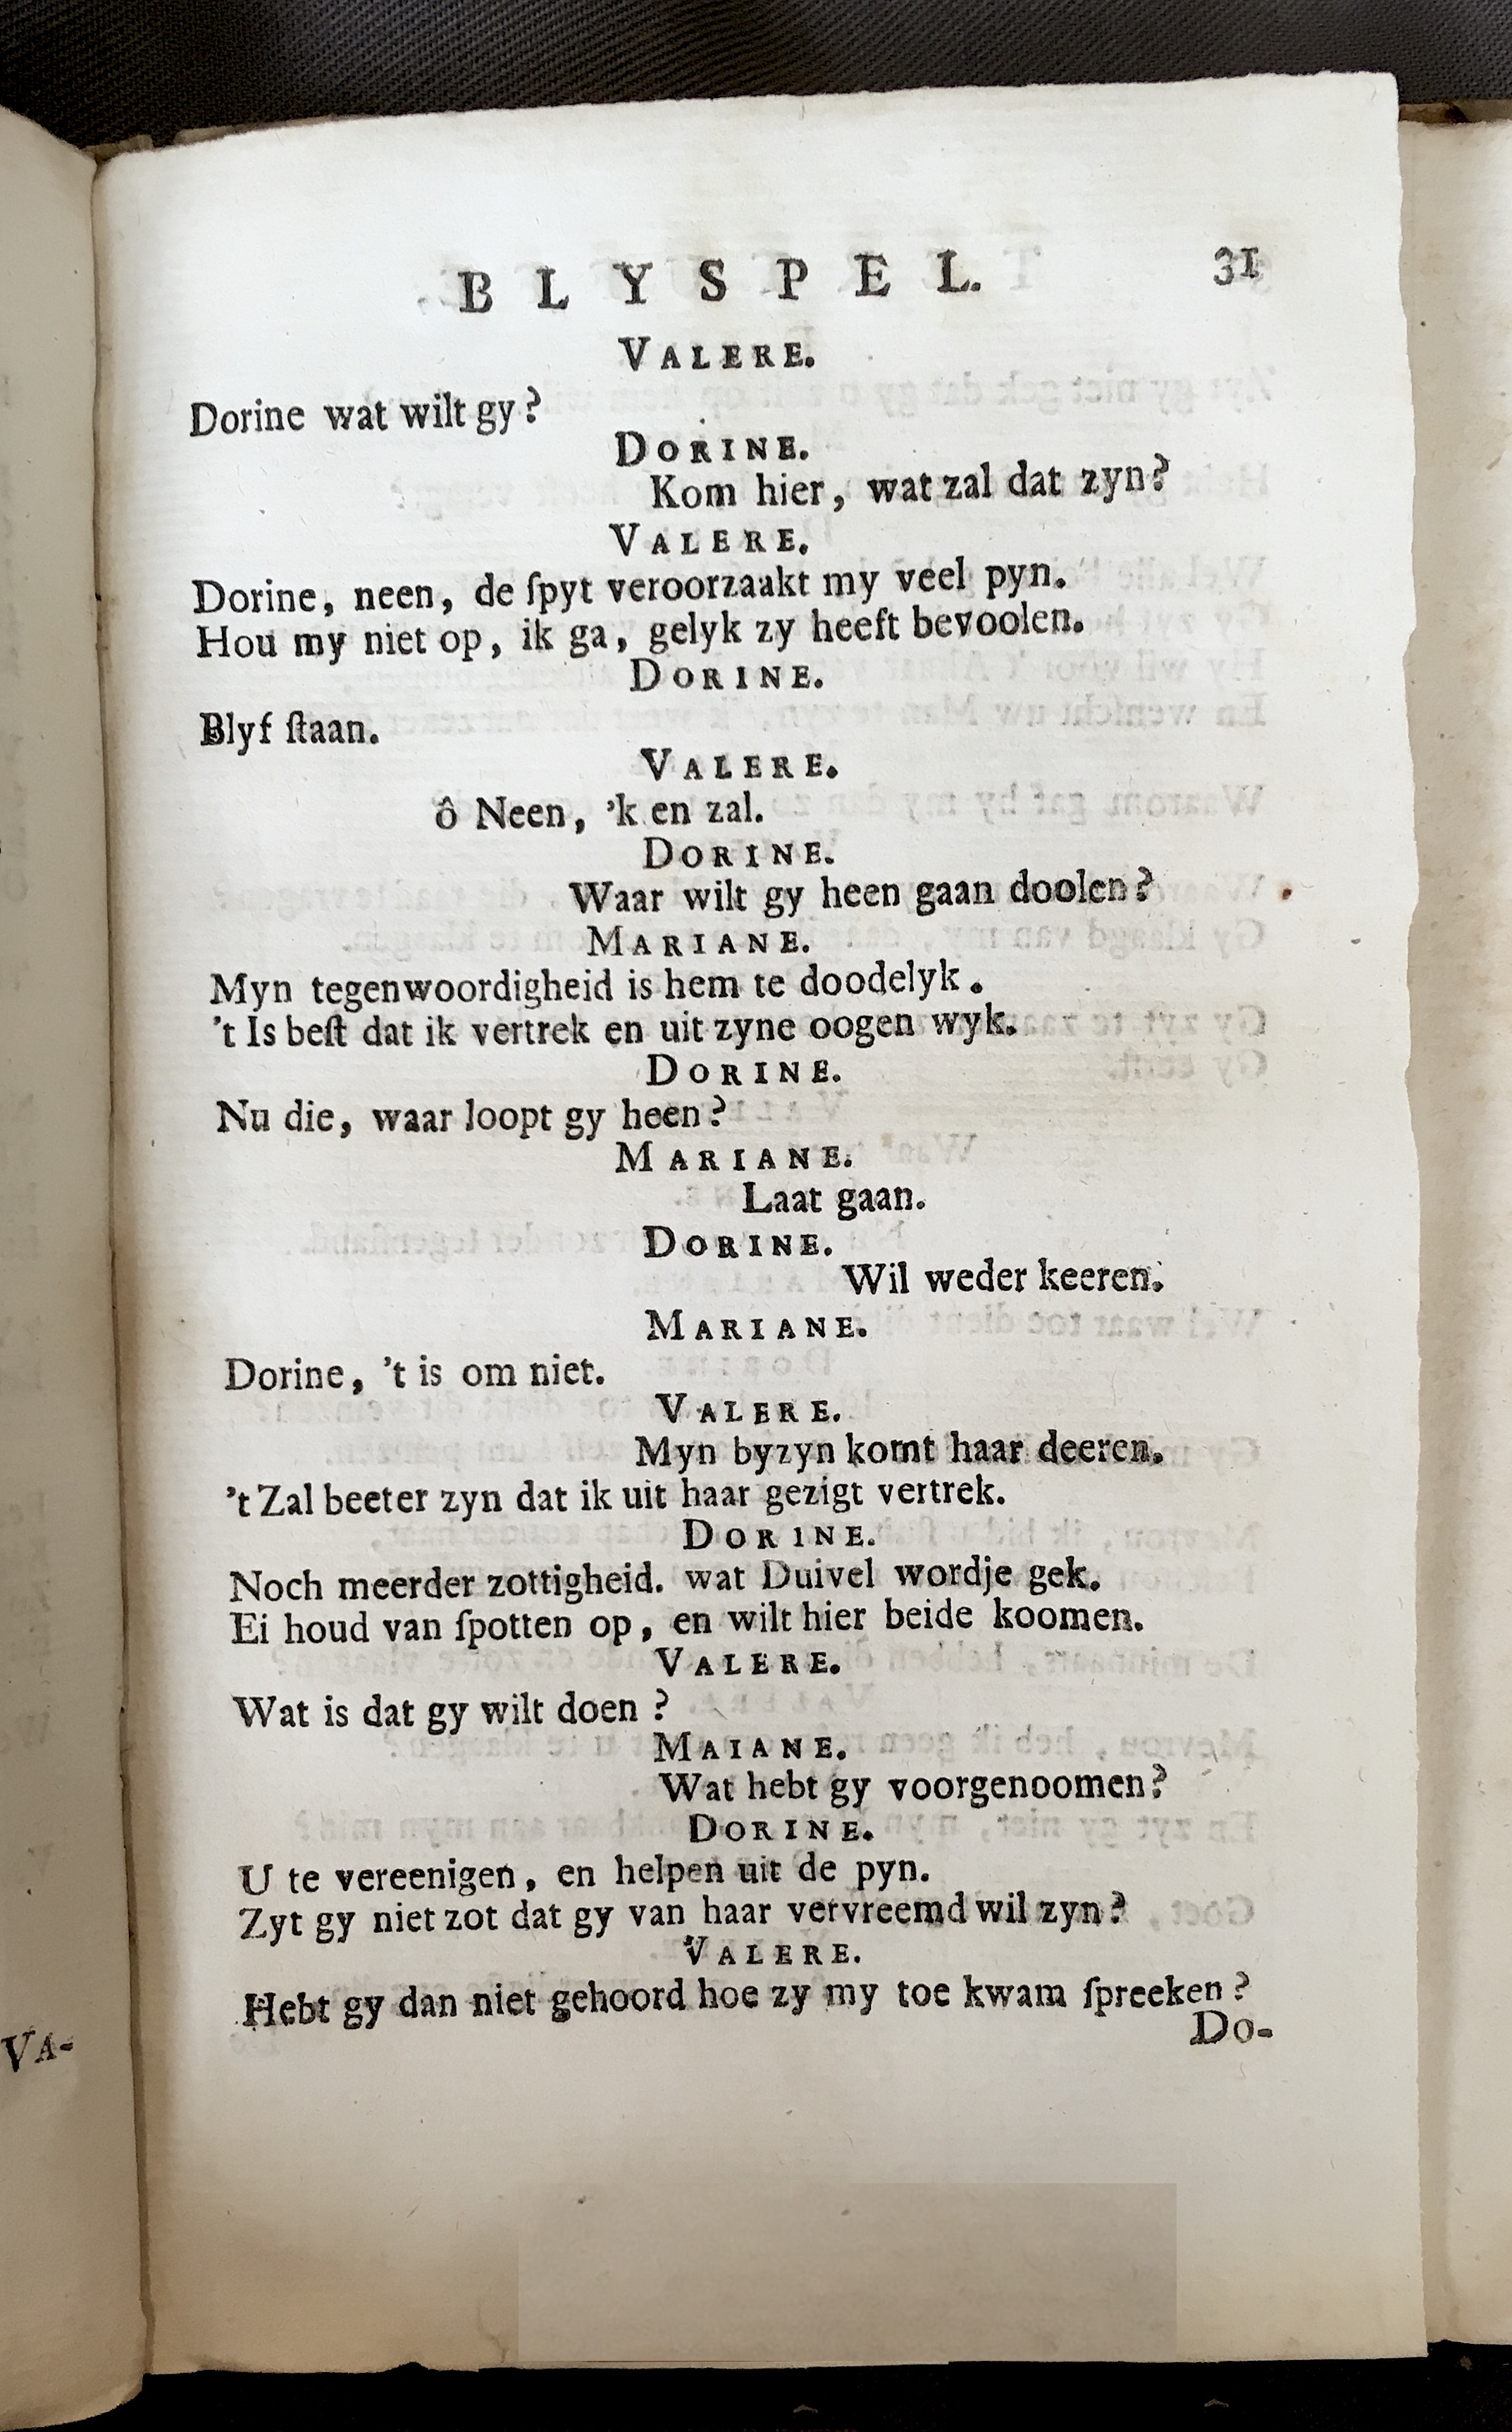 BLYSPEL. 31
VALERE.
Dorine wat wilt gy?
DORINE.
Kom hier, wat zal dat zyn?
VALERE.
Dorine, neen, de ſpyt veroorzaakt my veel pyn.
Hou my niet op, ik ga, gelyk zy heeft bevoolen.
DORINE.
Blyf ſtaan.
VALERE.
ô Neen, 'k en zal.
DORINE.
Waar wilt gy heen gaan doolen?
MARIANE.
Myn tegenwoordigheid is hem te doodelyk.
't Is beſt dat ik vertrek en uit zyne oogen wyk.
DORINE.
Nu die, waar loopt gy heen?
MARIANE.
Laat gaan.
DORINE.
Wil weder keeren.
MARIANE.
Dorine, 't is om niet.
VALERE.
Myn byzyn komt haar deeren.
't Zal beeter zyn dat ik uit haar gezigt vertrek.
DORINE.
Noch meerder zottigheid. wat Duivel wordje gek.
Ei houd van ſpotten op, en wilt hier beide koomen.
VALERE.
Wat is dat gy wilt doen?
MAIANE.
Wat hebt gy voorgenoomen?
DORINE.
U te vereenigen, en helpen uit de pyn.
Zyt gy niet zot dat gy van haar vervreemd wil zyn?
VALERE.
Hebt gy dan niet gehoord hoe zy my toe kwam ſpreeken?
DO-
VA-